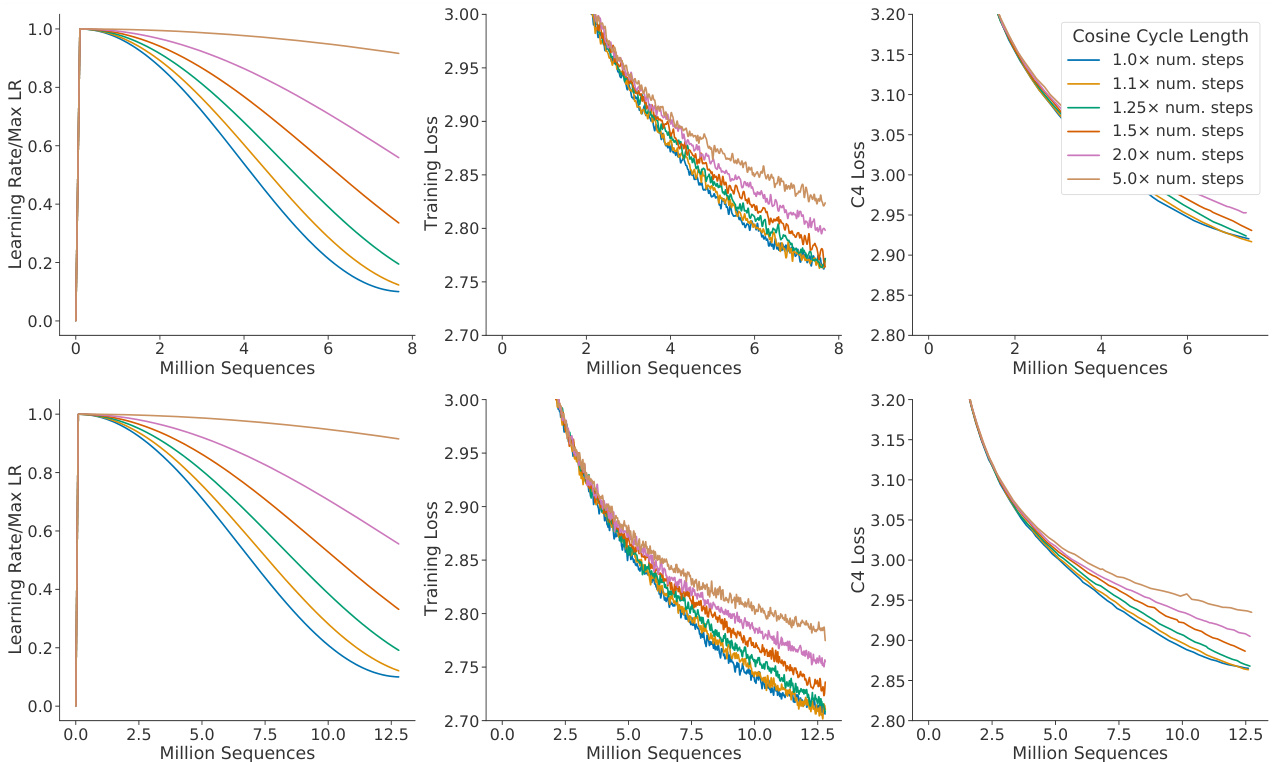 1.0
0.8
0.6
0.4
0.2
0.0
Learning Rate/Max LR
0 2 4 6 8
Million Sequences
3.00
2.95
2.90
2.85
2.80
2.75
2.70
Training Loss
0 2 4 6 8
Million Sequences
3.20
3.15
3.10
3.05
3.00
2.95
2.90
2.85
2.80
C4 Loss
0 2 4 6
Million Sequences
Cosine Cycle Length
1.0× num. steps
1.1× num. steps
1.25× num. steps
1.5× num. steps
2.0× num. steps
5.0× num. steps
1.0
0.8
0.6
0.4
0.2
0.0
Learning Rate/Max LR
0.0 2.5 5.0 7.5 10.0 12.5
Million Sequences
3.00
2.95
2.90
2.85
2.80
2.75
2.70
Training Loss
0.0 2.5 5.0 7.5 10.0 12.5
Million Sequences
3.20
3.15
3.10
3.05
3.00
2.95
2.90
2.85
2.80
C4 Loss
0.0 2.5 5.0 7.5 10.0 12.5
Million Sequences